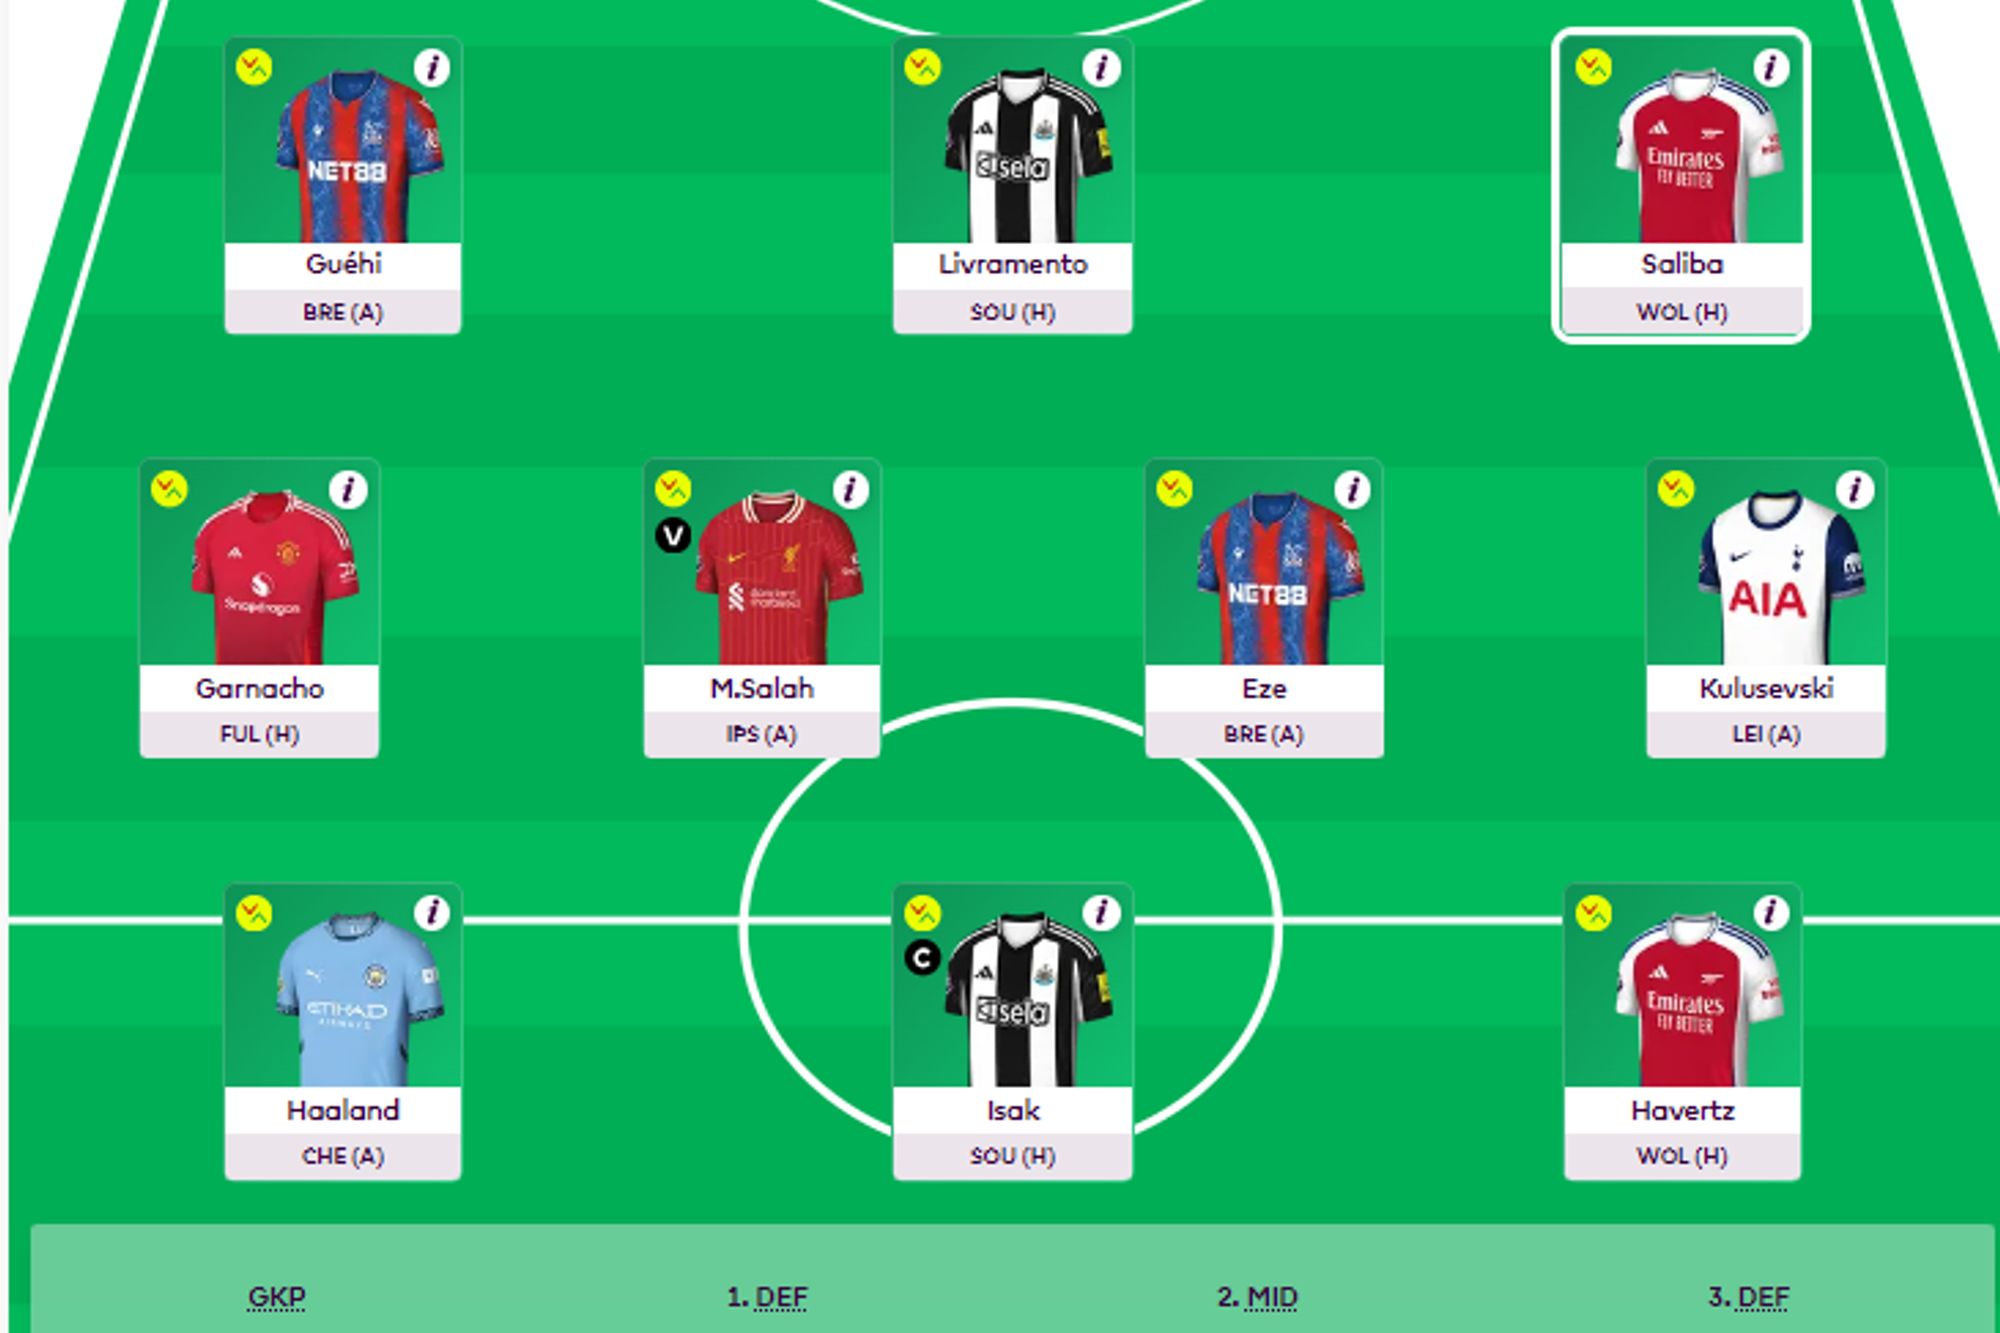 i
i
i
NET88
sela
Emirates
FLY BETTER
Guéhi
Livramento
Saliba
BRE (A)
SOU (H)
WOL (H)
i
i
i
i
V
Snapdragon
NET88
AIA
Garnacho
M.Salah
Eze
Kulusevski
FUL (H)
IPS (A)
BRE (A)
LEI (A)
i
i
i
C
ETIHAD
AIRWAYS
sela
Emirates
FLY BETTER
Haaland
Isak
Havertz
CHE (A)
SOU (H)
WOL (H)
GKP
1. DEF
2. MID
3. DEF